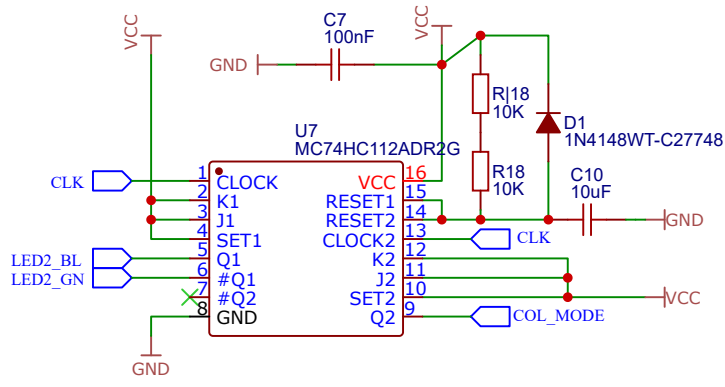 VCC
C7
100nF
GND
VCC
R|18
10K
R18
10K
D1
1N4148WT-C27748
C10
10uF
GND
U7
MC74HC112ADR2G
CLK
1 CLOCK
2 K1
3 J1
4 SET1
LED2_BL
5 Q1
LED2_GN
6 #Q1
7 #Q2
8 GND
GND
VCC 16
RESET1 15
RESET2 14
CLOCK2 13
CLK
K2 12
J2 11
SET2 10
VCC
Q2 9
COL_MODE